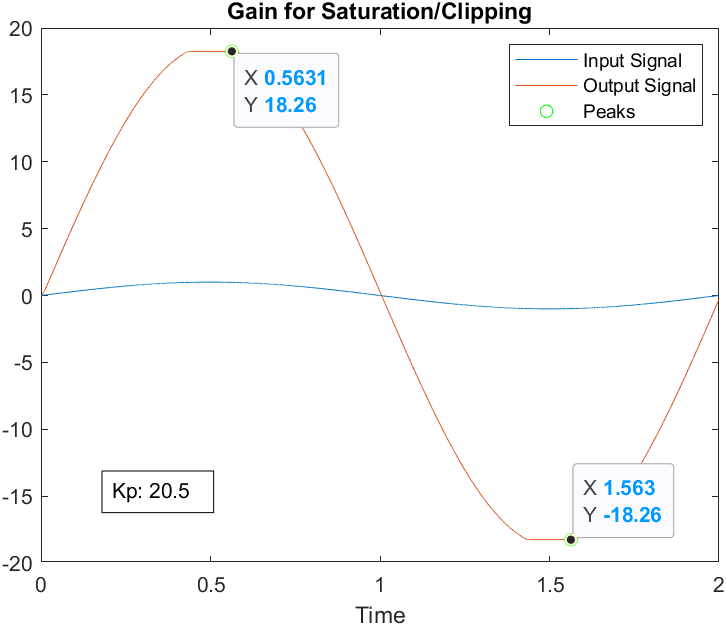 Gain for Saturation/Clipping
20
15
10
5
0
-5
-10
-15
-20
X 0.5631
Y 18.26
Input Signal
Output Signal
Peaks
Kp: 20.5
X 1.563
Y -18.26
0
0.5
1
1.5
2
Time